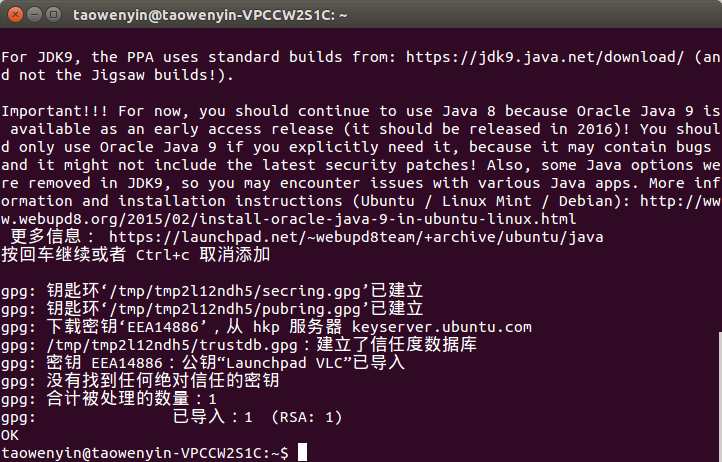 taowenyin@taowenyin-VPCCW2S1C: ~
For JDK9, the PPA uses standard builds from: https://jdk9.java.net/download/ (an
d not the Jigsaw builds!).
Important!!! For now, you should continue to use Java 8 because Oracle Java 9 is
 available as an early access release (it should be released in 2016)! You shoul
d only use Oracle Java 9 if you explicitly need it, because it may contain bugs
and it might not include the latest security patches! Also, some Java options we
re removed in JDK9, so you may encounter issues with various Java apps. More inf
ormation and installation instructions (Ubuntu / Linux Mint / Debian): http://ww
w.webupd8.org/2015/02/install-oracle-java-9-in-ubuntu-linux.html
 更多信息： https://launchpad.net/~webupd8team/+archive/ubuntu/java
按回车继续或者 Ctrl+c 取消添加
gpg: 钥匙环‘/tmp/tmp2l12ndh5/secring.gpg’已建立
gpg: 钥匙环‘/tmp/tmp2l12ndh5/pubring.gpg’已建立
gpg: 下载密钥‘EEA14886’，从 hkp 服务器 keyserver.ubuntu.com
gpg: /tmp/tmp2l12ndh5/trustdb.gpg：建立了信任度数据库
gpg: 密钥 EEA14886：公钥“Launchpad VLC”已导入
gpg: 没有找到任何绝对信任的密钥
gpg: 合计被处理的数量：1
gpg:               已导入：1  (RSA: 1)
OK
taowenyin@taowenyin-VPCCW2S1C:~$